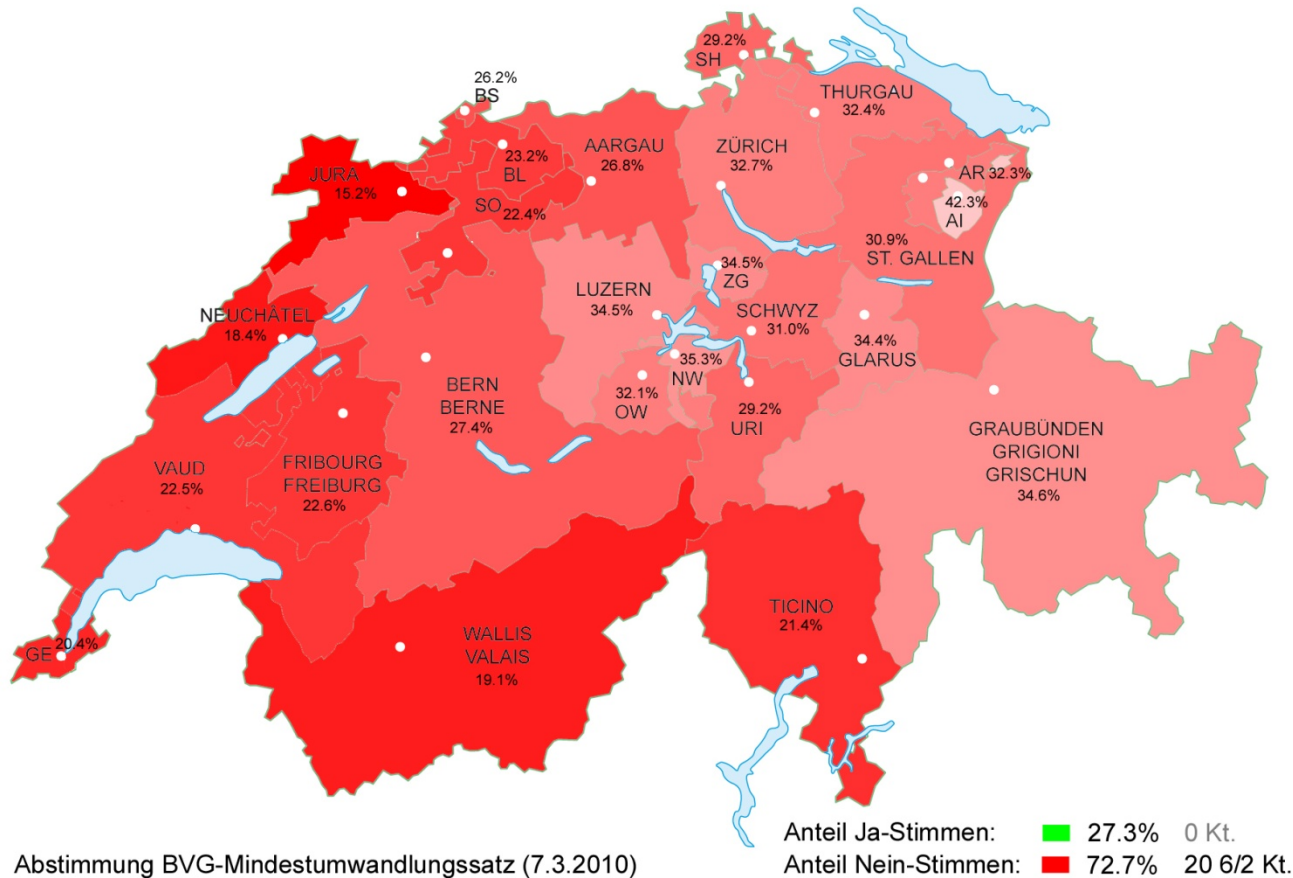 29.2%
SH
26.2%
BS
THURGAU
32.4%
23.2%
BL
AARGAU
26.8%
ZÜRICH
32.7%
JURA
15.2%
SO 22.4%
AR 32.3%
42.3%
AI
30.9%
ST. GALLEN
34.5%
ZG
LUZERN
34.5%
NEUCHÂTEL
18.4%
SCHWYZ
31.0%
34.4%
GLARUS
35.3%
NW
32.1%
OW
BERN
BERNE
27.4%
29.2%
URI
GRAUBÜNDEN
GRIGIONI
GRISCHUN
34.6%
VAUD
22.5%
FRIBOURG
FREIBURG
22.6%
TICINO
21.4%
WALLIS
VALAIS
19.1%
GE 20.4%
Anteil Ja-Stimmen: 27.3% 0 Kt.
Abstimmung BVG-Mindestumwandlungssatz (7.3.2010)
Anteil Nein-Stimmen: 72.7% 20 6/2 Kt.